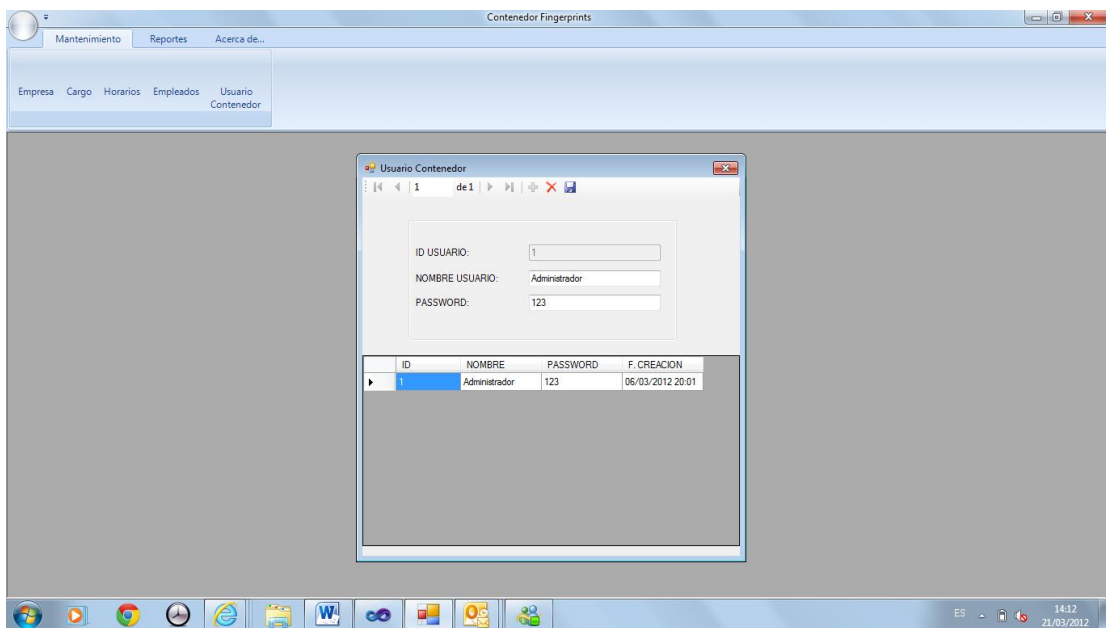 Contenedor Fingerprints
Mantenimiento Reportes Acerca de...
Empresa Cargo Horarios Empleados Usuario Contenedor
Usuario Contenedor
1 de 1
ID USUARIO: 1
NOMBRE USUARIO: Administrador
PASSWORD: 123
ID NOMBRE PASSWORD F. CREACION
1 Administrador 123 06/03/2012 20:01
ES 14:12
21/03/2012